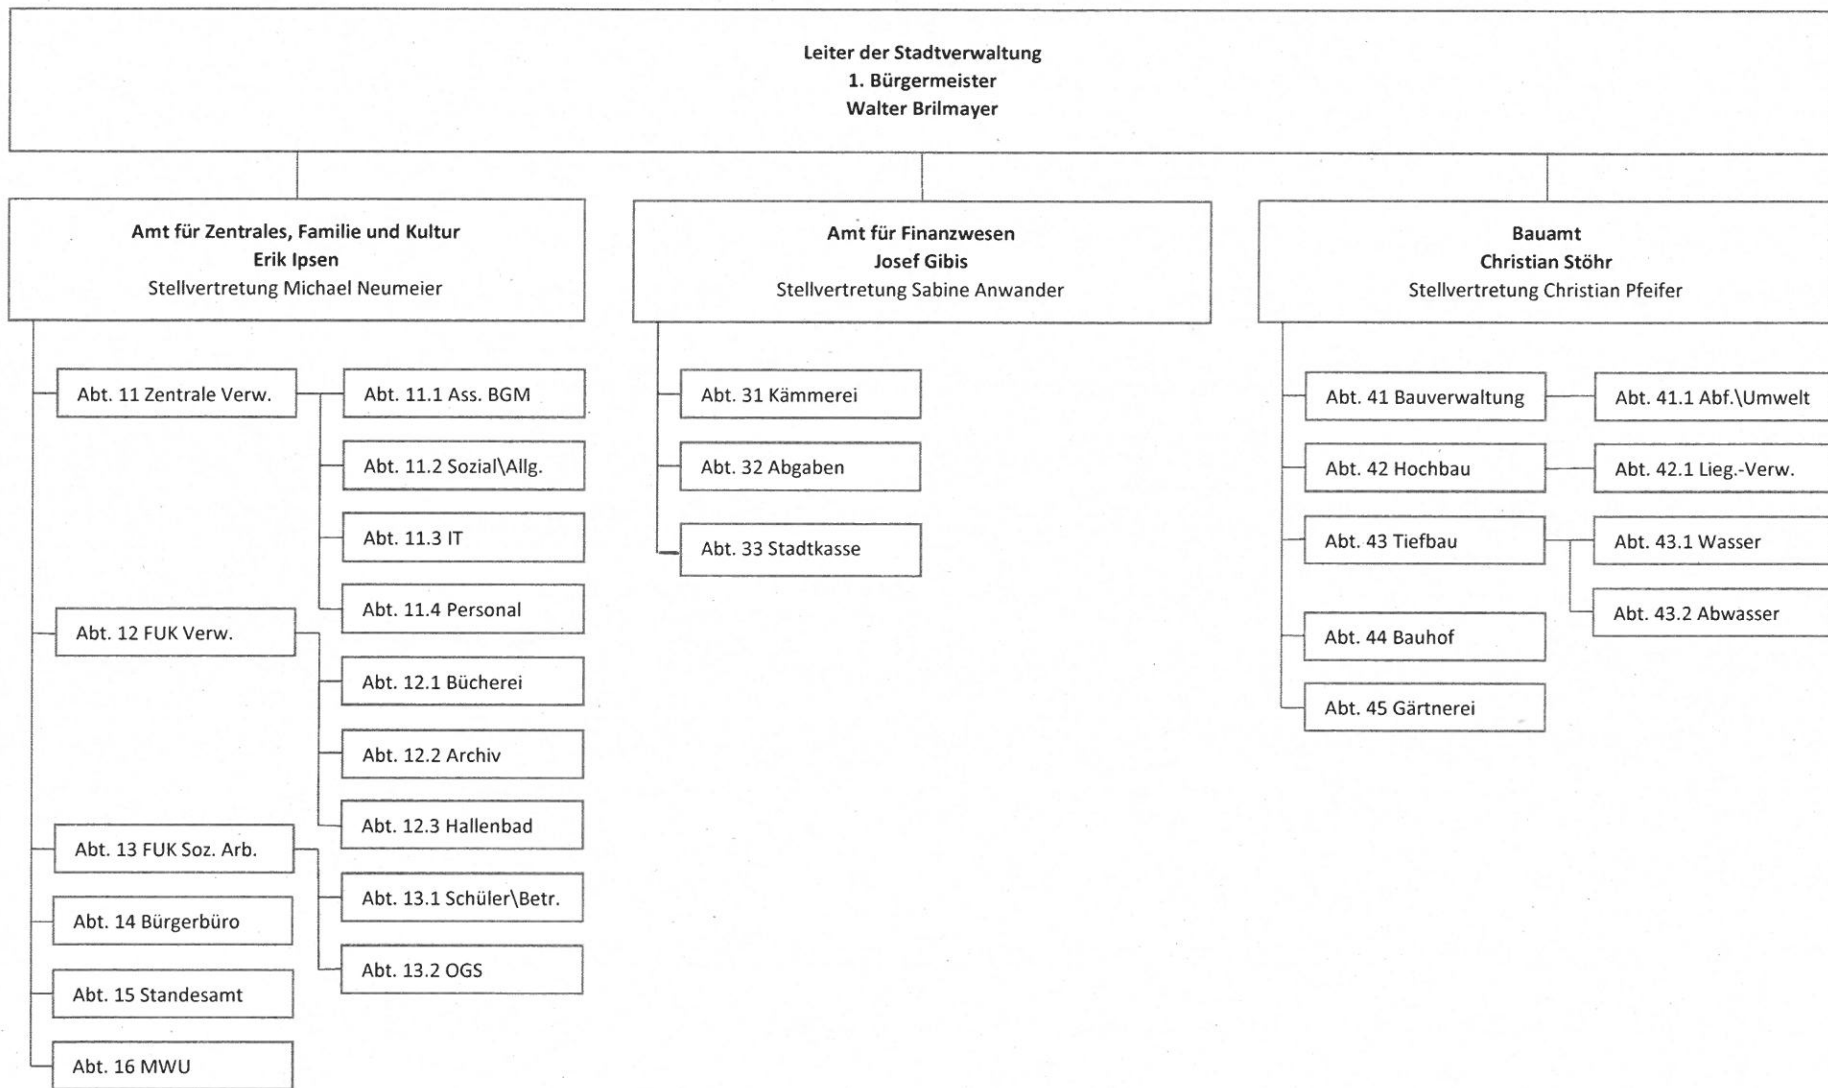 Leiter der Stadtverwaltung
1. Bürgermeister
Walter Brilmayer
Amt für Zentrales, Familie und Kultur
Erik Ipsen
Stellvertretung Michael Neumeier
Abt. 11 Zentrale Verw.
Abt. 11.1 Ass. BGM
Abt. 11.2 Sozial\Allg.
Abt. 11.3 IT
Abt. 11.4 Personal
Abt. 12 FUK Verw.
Abt. 12.1 Bücherei
Abt. 12.2 Archiv
Abt. 12.3 Hallenbad
Abt. 13 FUK Soz. Arb.
Abt. 13.1 Schüler\Betr.
Abt. 13.2 OGS
Abt. 14 Bürgerbüro
Abt. 15 Standesamt
Abt. 16 MWU
Amt für Finanzwesen
Josef Gibis
Stellvertretung Sabine Anwander
Abt. 31 Kämmerei
Abt. 32 Abgaben
Abt. 33 Stadtkasse
Bauamt
Christian Stöhr
Stellvertretung Christian Pfeifer
Abt. 41 Bauverwaltung
Abt. 41.1 Abf.\Umwelt
Abt. 42 Hochbau
Abt. 42.1 Lieg.-Verw.
Abt. 43 Tiefbau
Abt. 43.1 Wasser
Abt. 43.2 Abwasser
Abt. 44 Bauhof
Abt. 45 Gärtnerei